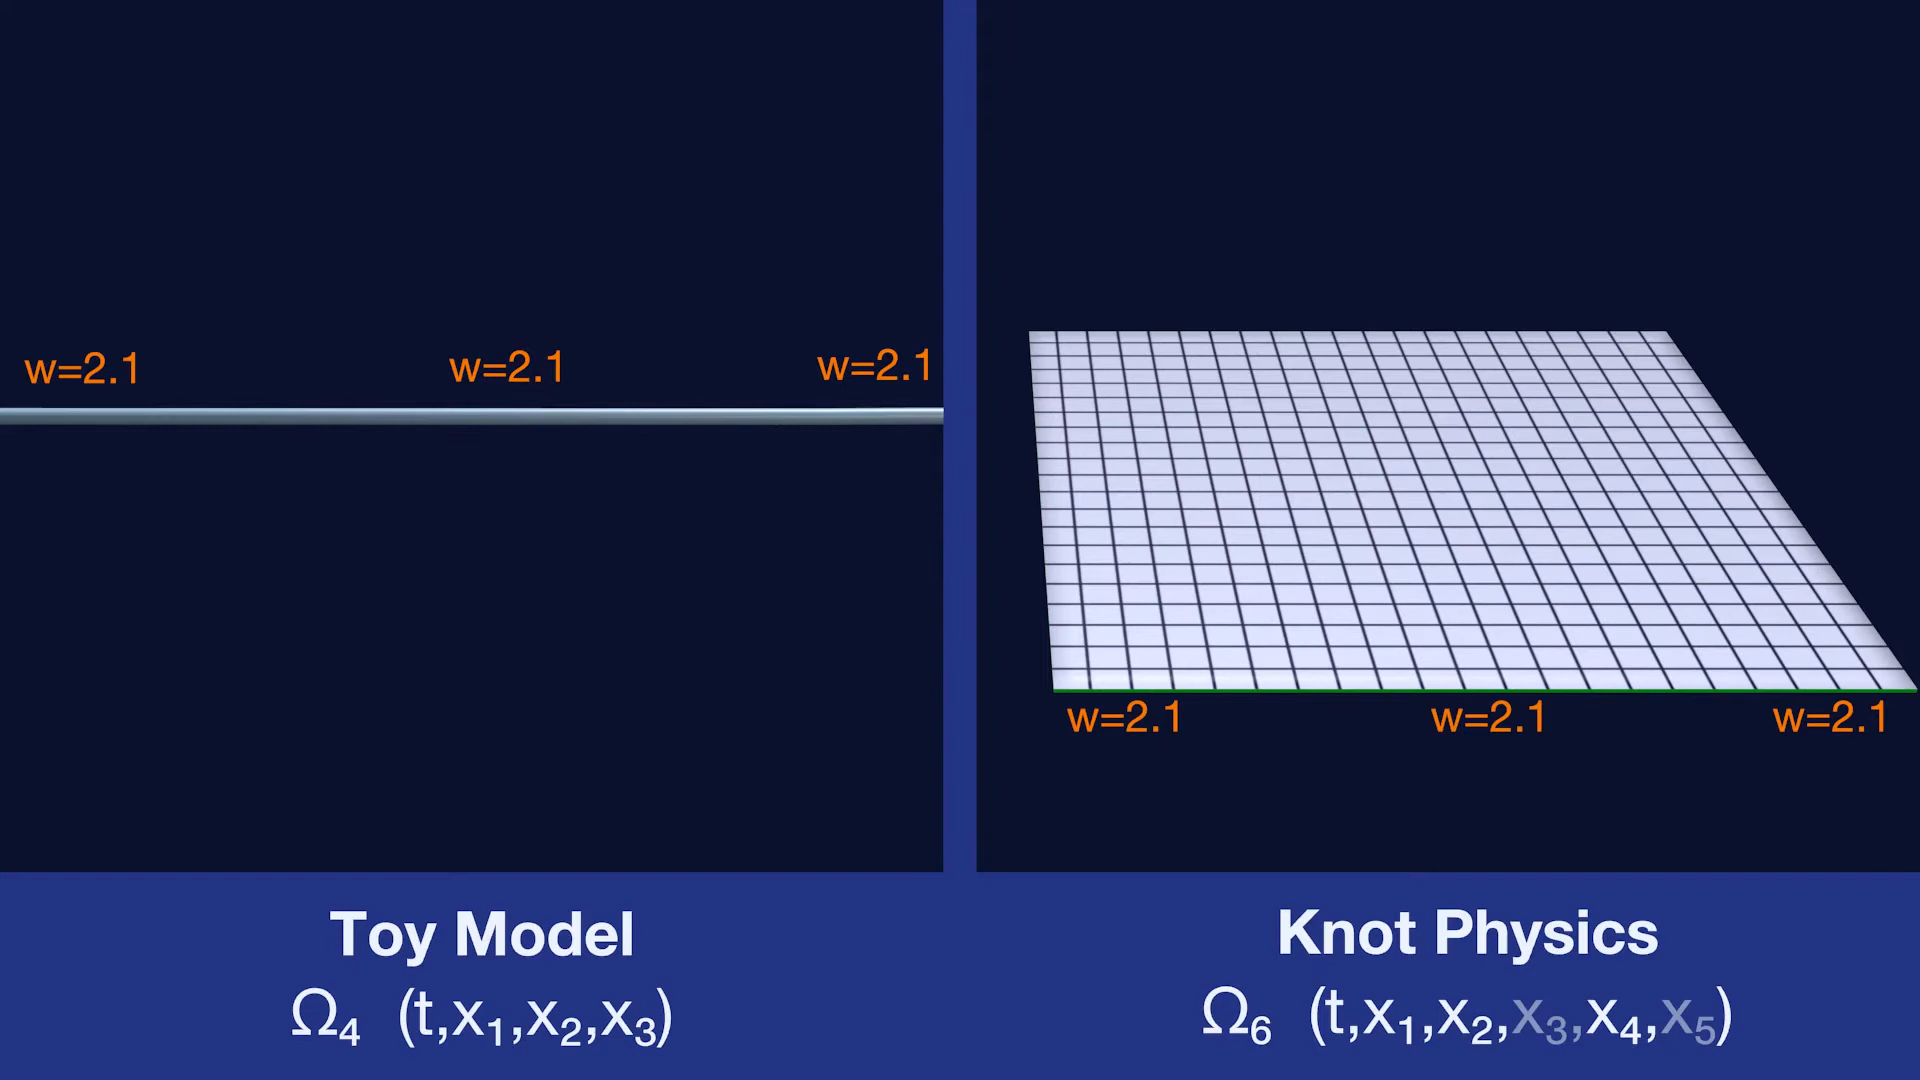 w=2.1 w=2.1 w=2.1
w=2.1 w=2.1 w=2.1
Toy Model
Ω₄ (t,x₁,x₂,x₃)
Knot Physics
Ω₆ (t,x₁,x₂,x₃,x₄,x₅)